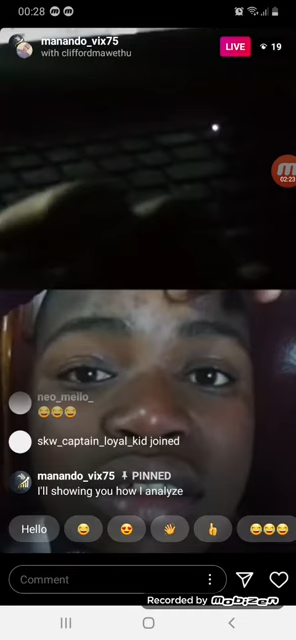 00:28
manando_vix75
with cliffordmawethu
LIVE
19
02:23
neo_mello_
😂😂😂
skw_captain_loyal_kid joined
manando_vix75 PINNED
I'll showing you how I analyze
Hello 😂 😍 👋 👍 😂😂😂
Comment
Recorded by MOBIZEN